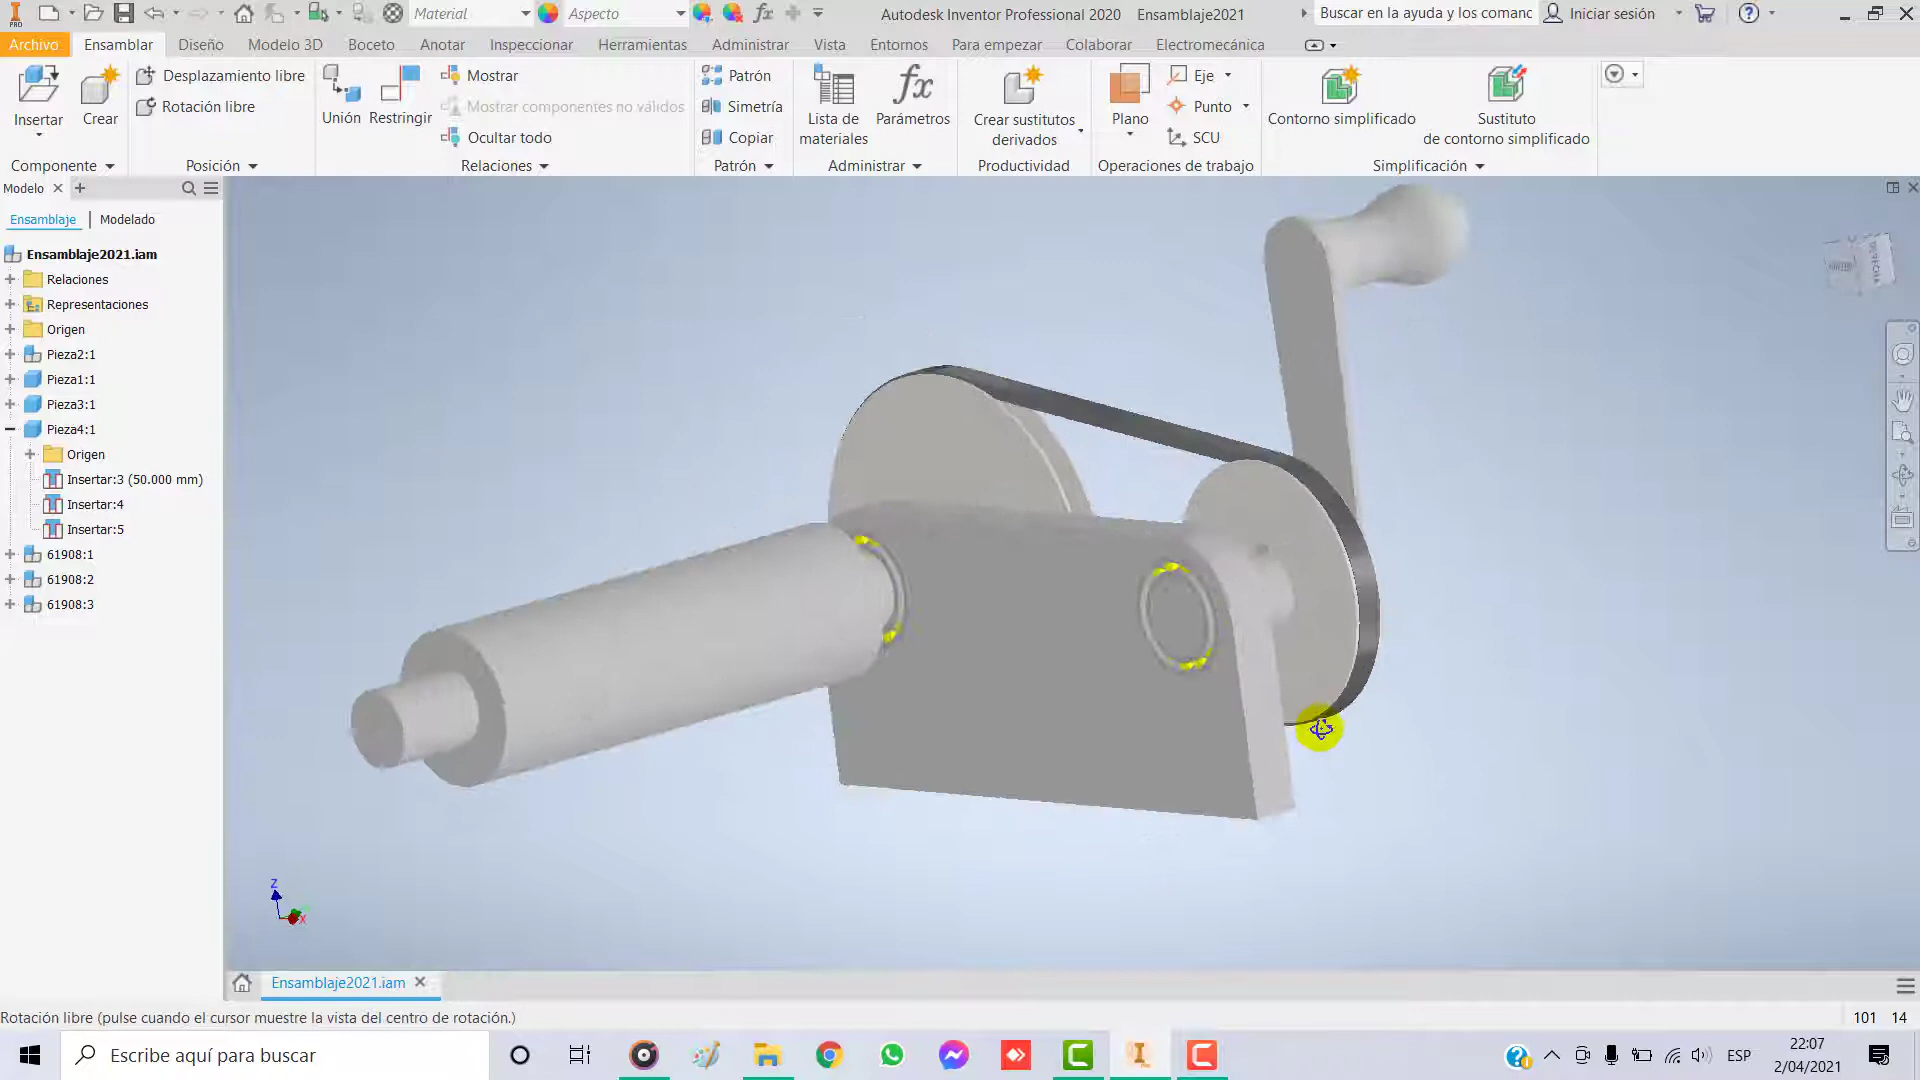 Material
Aspecto
Autodesk Inventor Professional 2020 Ensamblaje2021
Buscar en la ayuda y los comanc
Iniciar sesión
PRO
Archivo Ensamblar Diseño Modelo 3D Boceto Anotar Inspeccionar Herramientas Administrar Vista Entornos Para empezar Colaborar Electromecánica
Insertar
Crear
Desplazamiento libre
Rotación libre
Unión
Restringir
Mostrar
Mostrar componentes no válidos
Ocultar todo
Patrón
Simetría
Copiar
Lista de materiales
Parámetros
Crear sustitutos derivados
Plano
Eje
Punto
SCU
Contorno simplificado
Sustituto de contorno simplificado
Componente Posición Relaciones Patrón Administrar Productividad Operaciones de trabajo Simplificación
Modelo
Ensamblaje Modelado
Ensamblaje2021.iam
Relaciones
Representaciones
Origen
Pieza2:1
Pieza1:1
Pieza3:1
Pieza4:1
Origen
Insertar:3 (50.000 mm)
Insertar:4
Insertar:5
61908:1
61908:2
61908:3
Z
X
Ensamblaje2021.iam
Rotación libre (pulse cuando el cursor muestre la vista del centro de rotación.)
101 14
Escribe aquí para buscar
ESP
22:07
2/04/2021